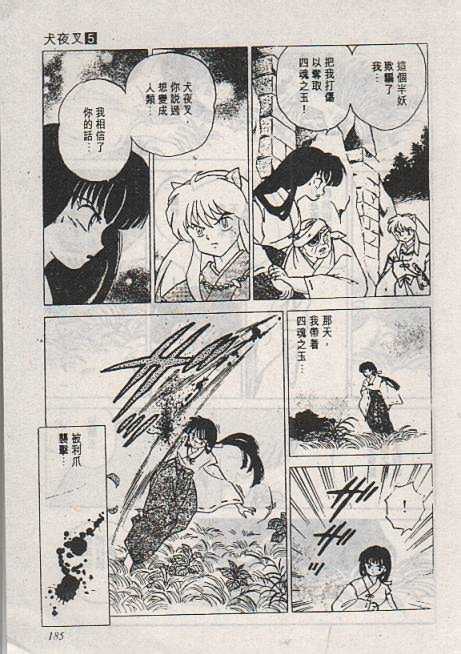 犬夜叉5
這個半妖
欺騙了
我…
把我打傷
以奪取
四魂之玉！
犬夜叉，
你說過
想變成
人類…
我相信了
你的話…
那天，
我帶着
四魂之玉…
！
被利爪
襲擊…
185